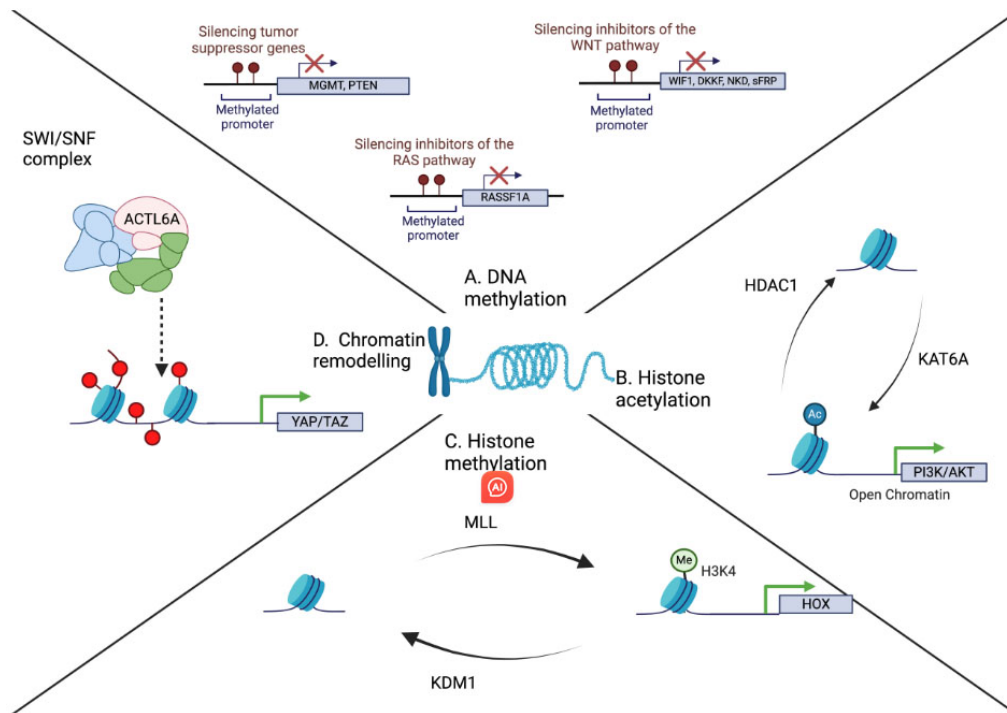 Silencing tumor
suppressor genes
MGMT, PTEN
Methylated
promoter
Silencing inhibitors of the
WNT pathway
WIF1, DKKF, NKD, sFRP
Methylated
promoter
Silencing inhibitors of the
RAS pathway
RASSF1A
Methylated
promoter
A. DNA
methylation
SWI/SNF
complex
ACTL6A
YAP/TAZ
D. Chromatin
remodelling
B. Histone
acetylation
HDAC1
KAT6A
Ac
PI3K/AKT
Open Chromatin
C. Histone
methylation
AI
MLL
Me
H3K4
HOX
KDM1